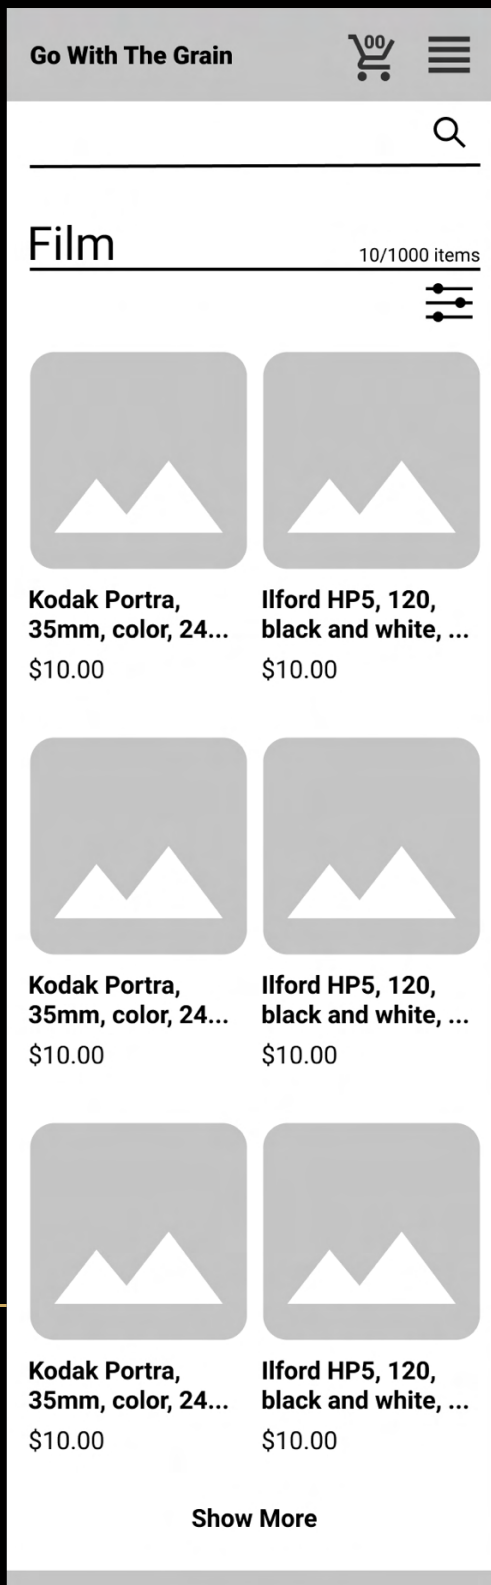 Go With The Grain
00
Film
10/1000 items
Kodak Portra,
35mm, color, 24...
$10.00
Ilford HP5, 120,
black and white, ...
$10.00
Kodak Portra,
35mm, color, 24...
$10.00
Ilford HP5, 120,
black and white, ...
$10.00
Kodak Portra,
35mm, color, 24...
$10.00
Ilford HP5, 120,
black and white, ...
$10.00
Show More